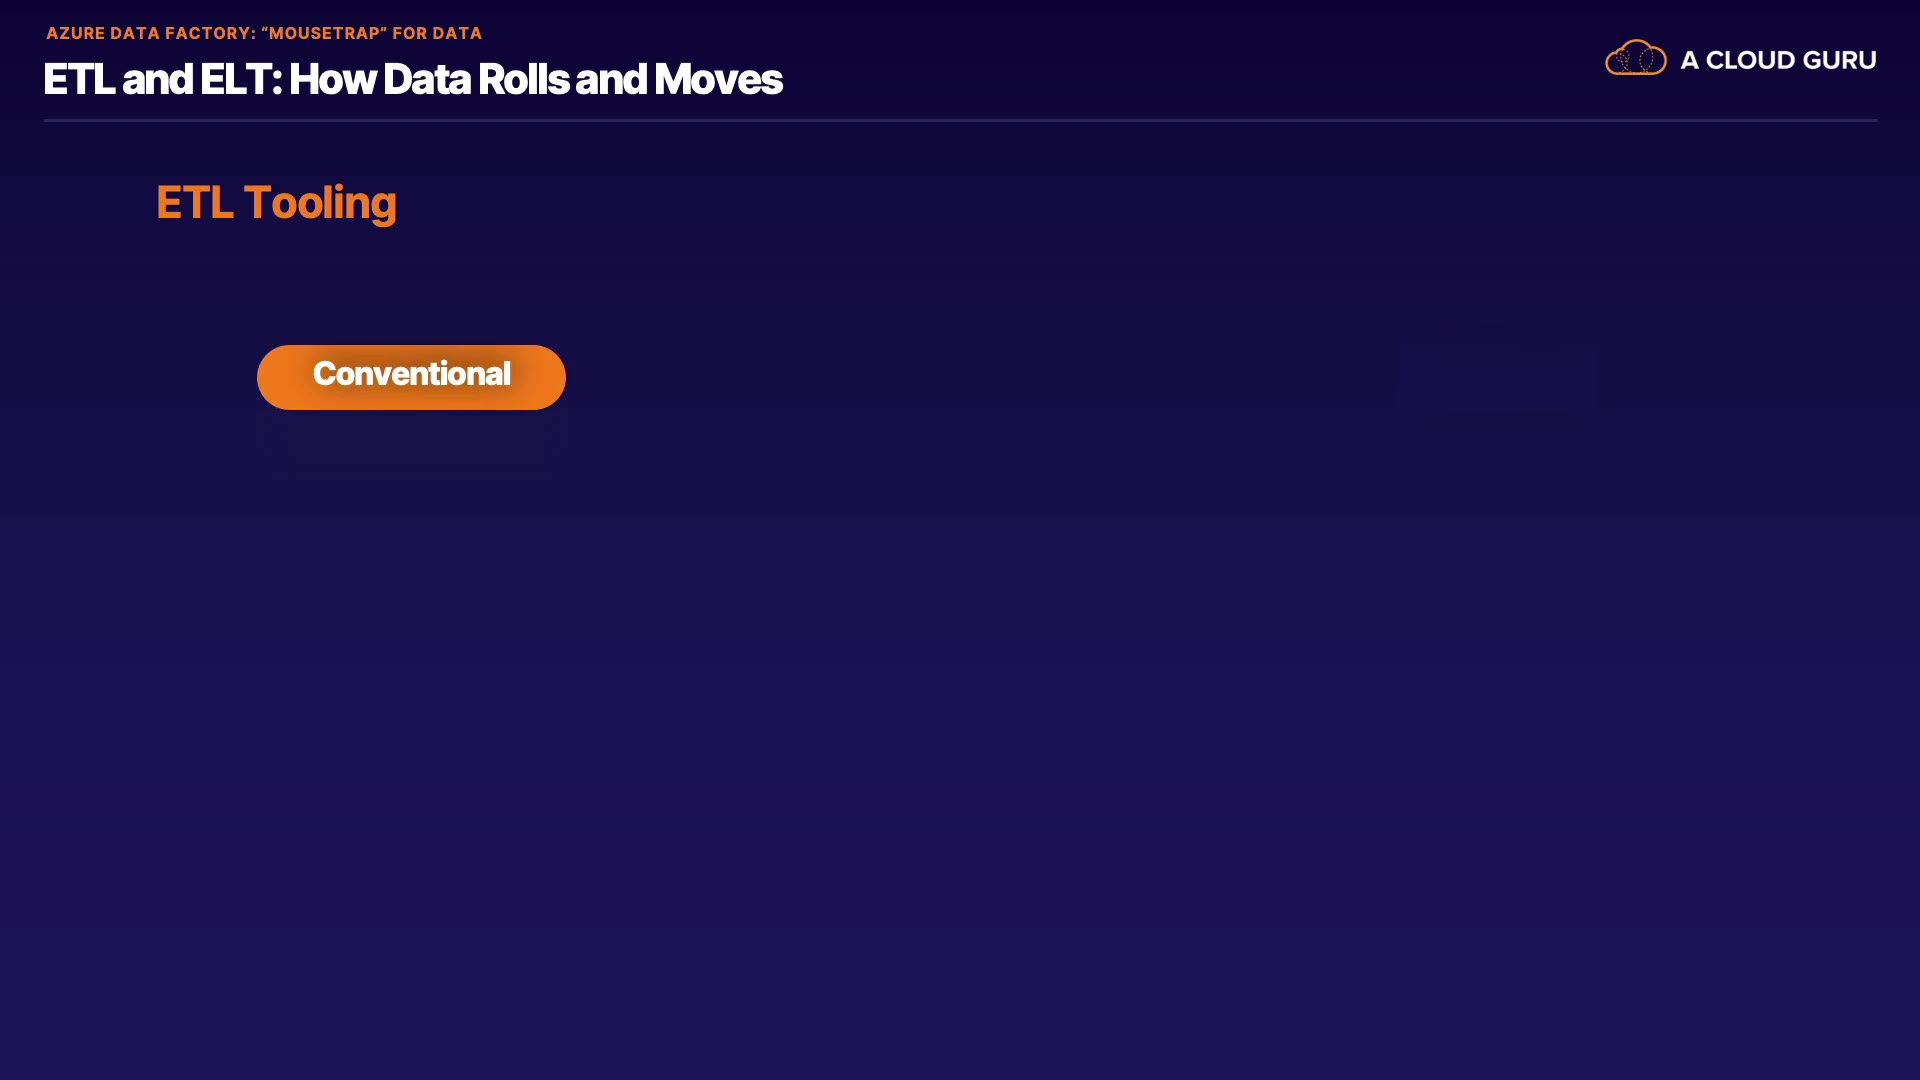 AZURE DATA FACTORY: “MOUSETRAP” FOR DATA
ETL and ELT: How Data Rolls and Moves
A CLOUD GURU
ETL Tooling
Conventional